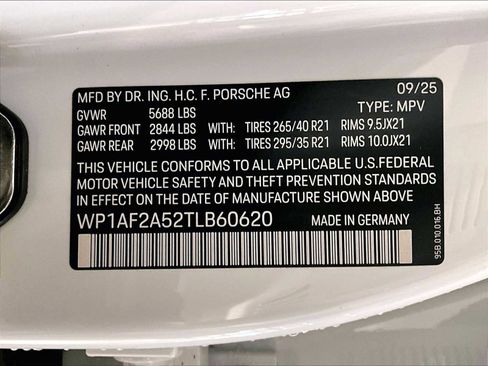 MFD BY DR. ING. H.C. F. PORSCHE AG 09/25
GVWR 5688 LBS TYPE: MPV
GAWR FRONT 2844 LBS WITH: TIRES 265/40 R21 RIMS 9.5JX21
GAWR REAR 2998 LBS WITH: TIRES 295/35 R21 RIMS 10.0JX21
THIS VEHICLE CONFORMS TO ALL APPLICABLE U.S.FEDERAL
MOTOR VEHICLE SAFETY AND THEFT PREVENTION STANDARDS
IN EFFECT ON THE DATE OF MANUFACTURE SHOWN ABOVE.
WP1AF2A52TLB60620 MADE IN GERMANY
95B.010.016.BH